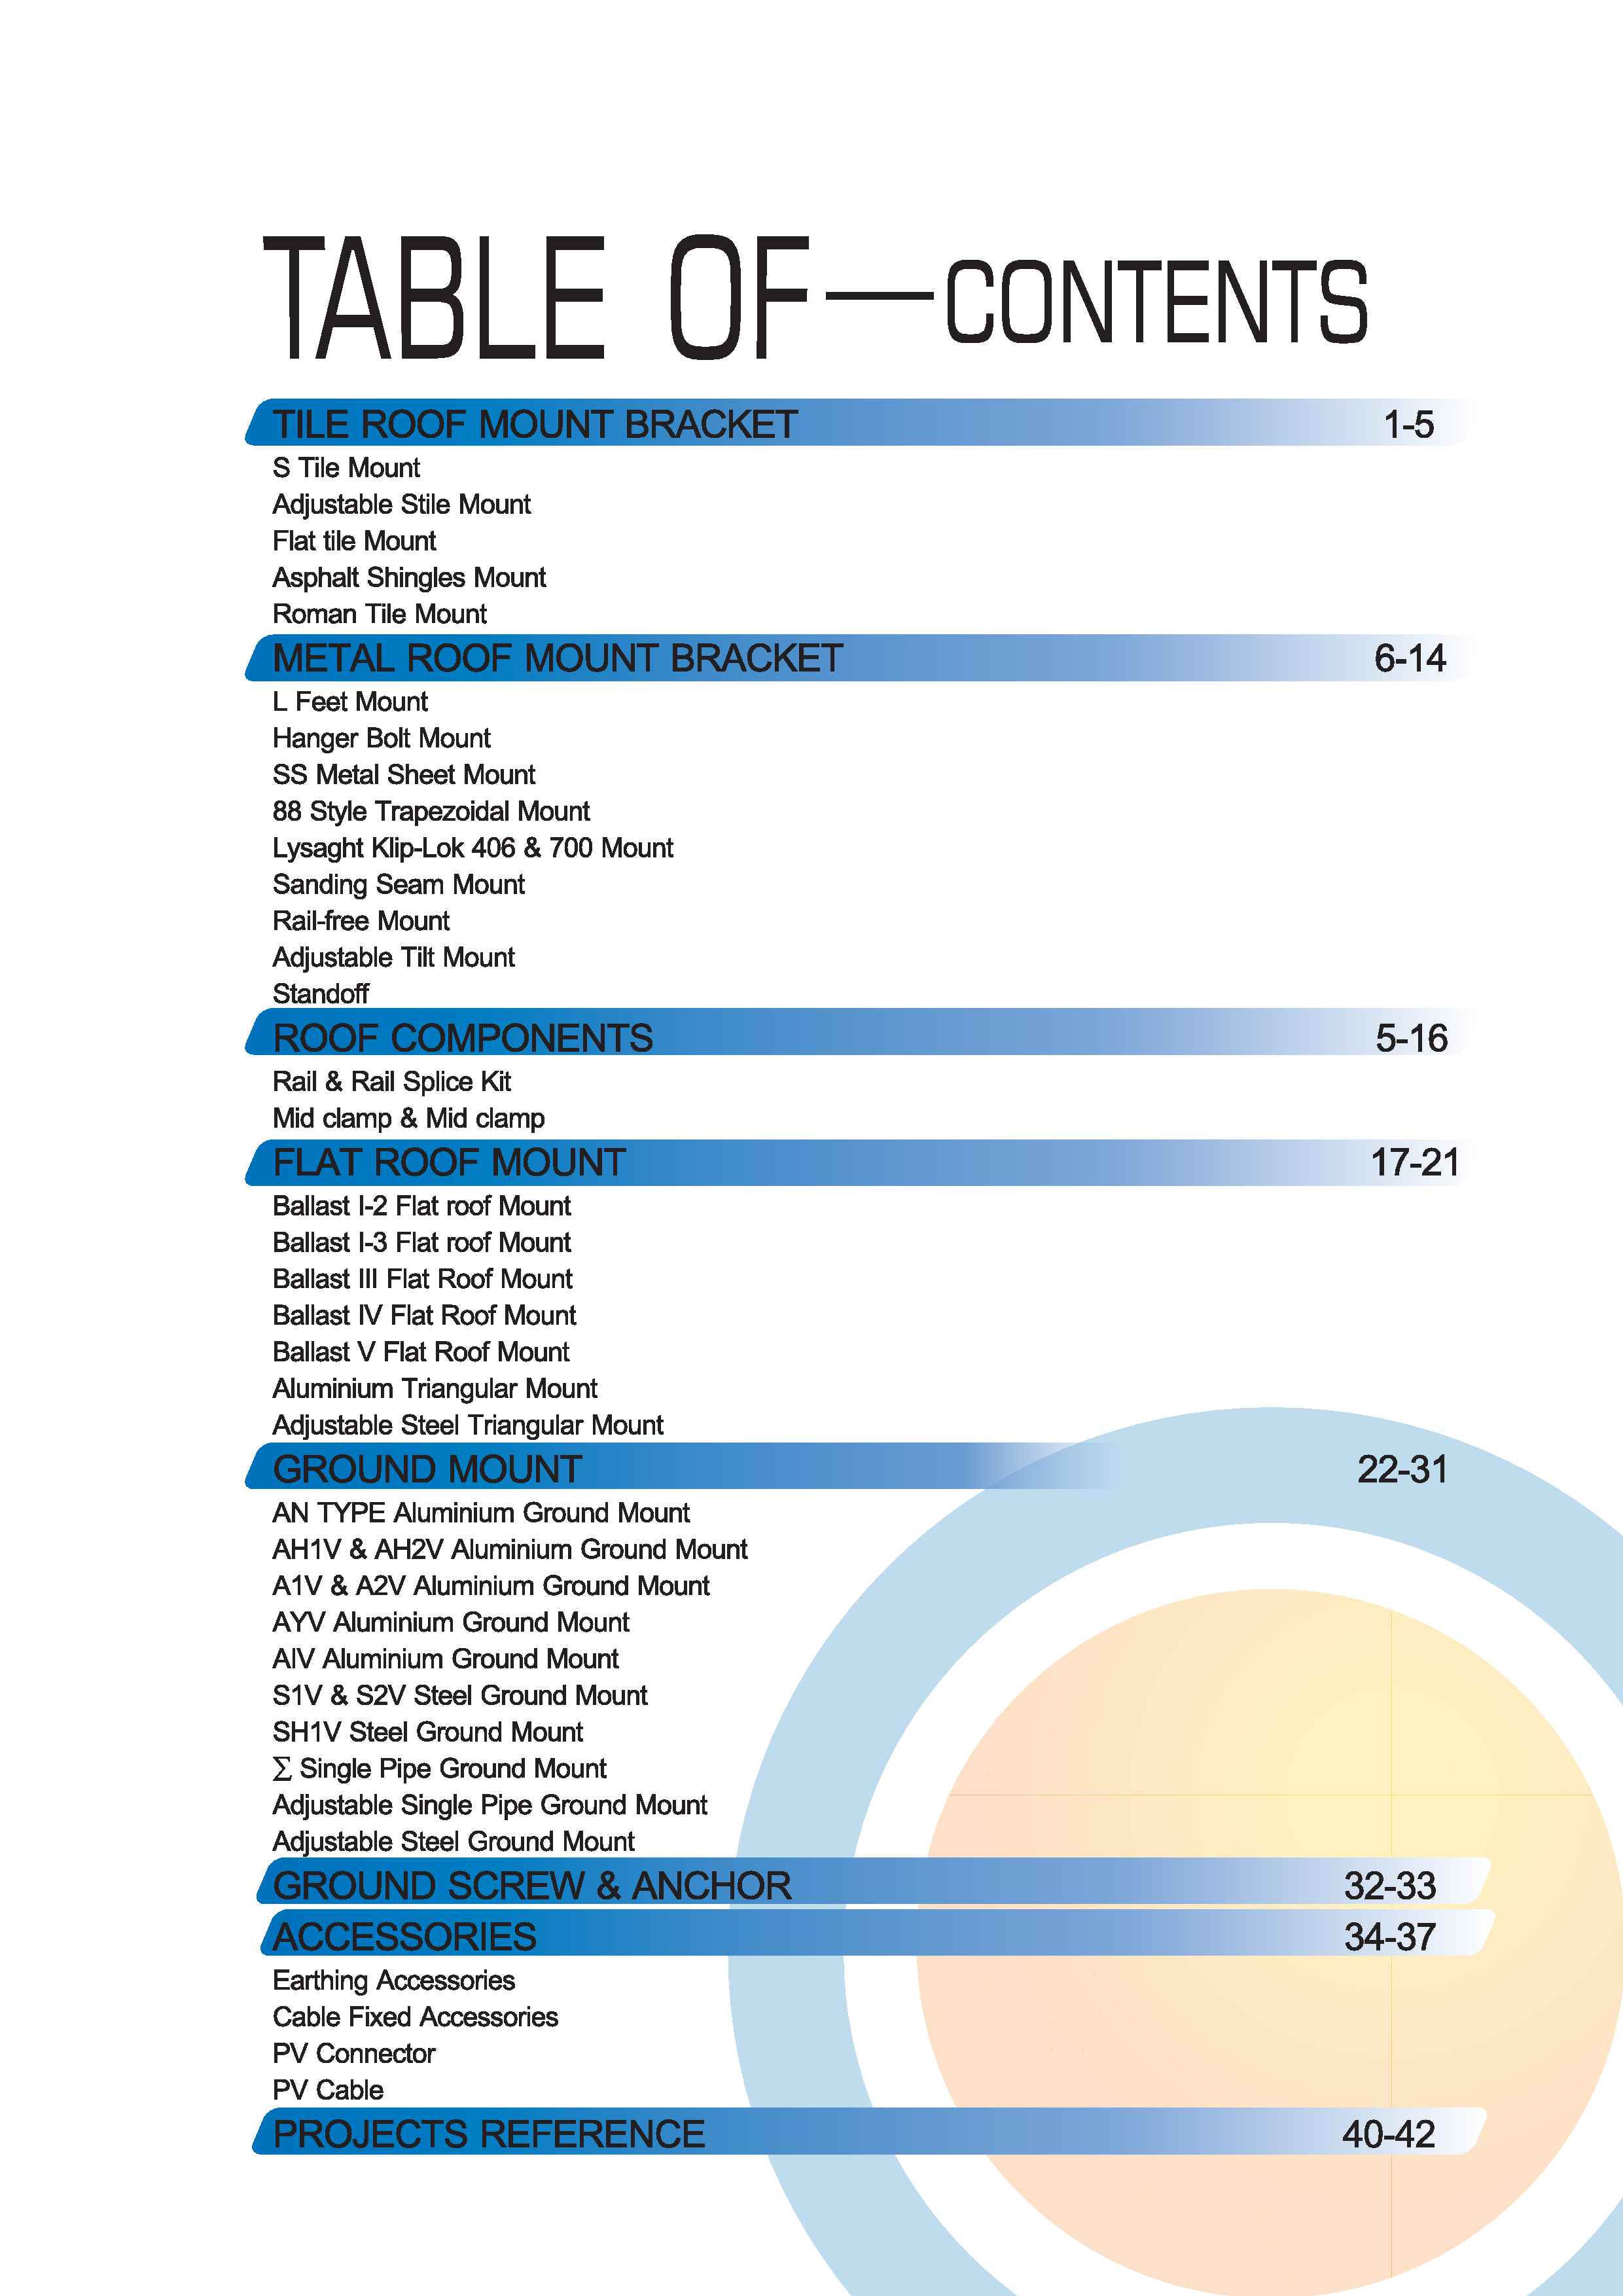 TABLE OF—CONTENTS
TILE ROOF MOUNT BRACKET 1-5
S Tile Mount
Adjustable Stile Mount
Flat tile Mount
Asphalt Shingles Mount
Roman Tile Mount
METAL ROOF MOUNT BRACKET 6-14
L Feet Mount
Hanger Bolt Mount
SS Metal Sheet Mount
88 Style Trapezoidal Mount
Lysaght Klip-Lok 406 & 700 Mount
Sanding Seam Mount
Rail-free Mount
Adjustable Tilt Mount
Standoff
ROOF COMPONENTS 5-16
Rail & Rail Splice Kit
Mid clamp & Mid clamp
FLAT ROOF MOUNT 17-21
Ballast I-2 Flat roof Mount
Ballast I-3 Flat roof Mount
Ballast III Flat Roof Mount
Ballast IV Flat Roof Mount
Ballast V Flat Roof Mount
Aluminium Triangular Mount
Adjustable Steel Triangular Mount
GROUND MOUNT 22-31
AN TYPE Aluminium Ground Mount
AH1V & AH2V Aluminium Ground Mount
A1V & A2V Aluminium Ground Mount
AYV Aluminium Ground Mount
AIV Aluminium Ground Mount
S1V & S2V Steel Ground Mount
SH1V Steel Ground Mount
∑ Single Pipe Ground Mount
Adjustable Single Pipe Ground Mount
Adjustable Steel Ground Mount
GROUND SCREW & ANCHOR 32-33
ACCESSORIES 34-37
Earthing Accessories
Cable Fixed Accessories
PV Connector
PV Cable
PROJECTS REFERENCE 40-42